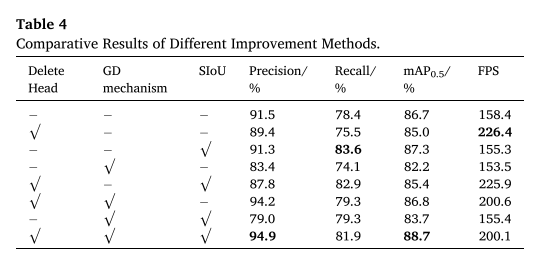 Table 4
Comparative Results of Different Improvement Methods.
Delete Head GD mechanism SIoU Precision/ % Recall/ % mAP0.5/ % FPS
– – – 91.5 78.4 86.7 158.4
√ – – 89.4 75.5 85.0 226.4
– – √ 91.3 83.6 87.3 155.3
– √ – 83.4 74.1 82.2 153.5
√ – √ 87.8 82.9 85.4 225.9
√ √ – 94.2 79.3 86.8 200.6
– √ √ 79.0 79.3 83.7 155.4
√ √ √ 94.9 81.9 88.7 200.1